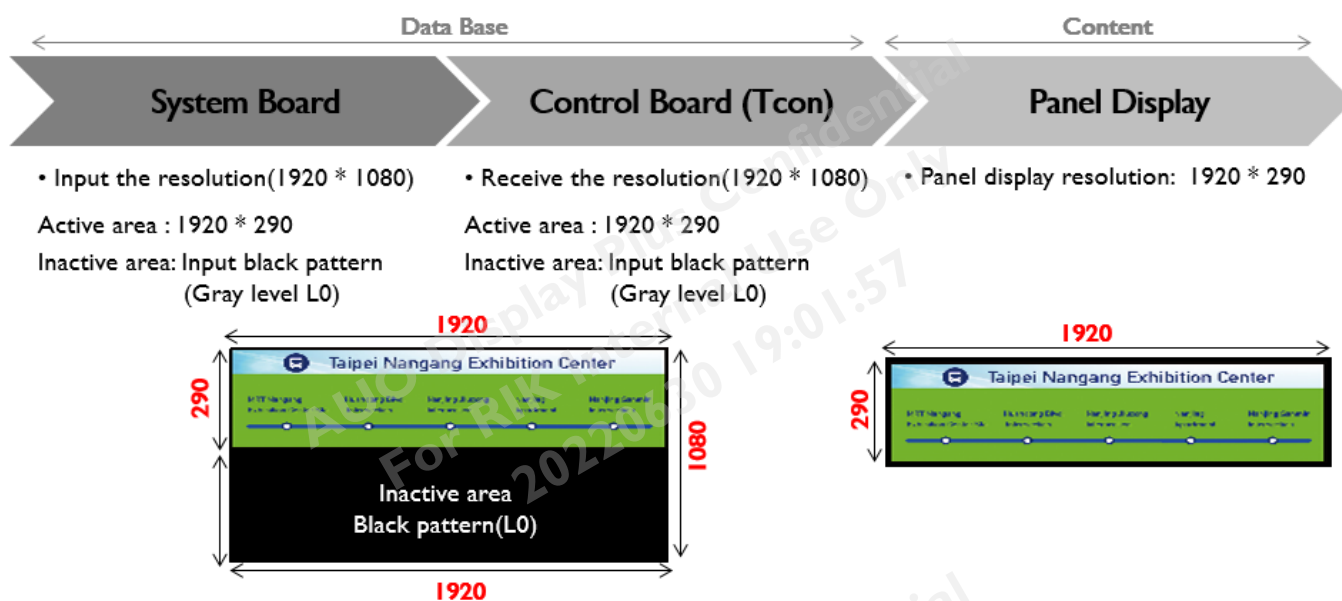 Data Base
Content
System Board
Control Board (Tcon)
Panel Display
• Input the resolution(1920 * 1080)
Active area : 1920 * 290
Inactive area: Input black pattern
(Gray level L0)
• Receive the resolution(1920 * 1080)
Active area : 1920 * 290
Inactive area: Input black pattern
(Gray level L0)
• Panel display resolution: 1920 * 290
1920
290
Taipei Nangang Exhibition Center
1080
Inactive area
Black pattern(L0)
1920
1920
290
Taipei Nangang Exhibition Center
AUO Display Plus Confidential
For RIK Internal Use Only
20220630 19:01:57